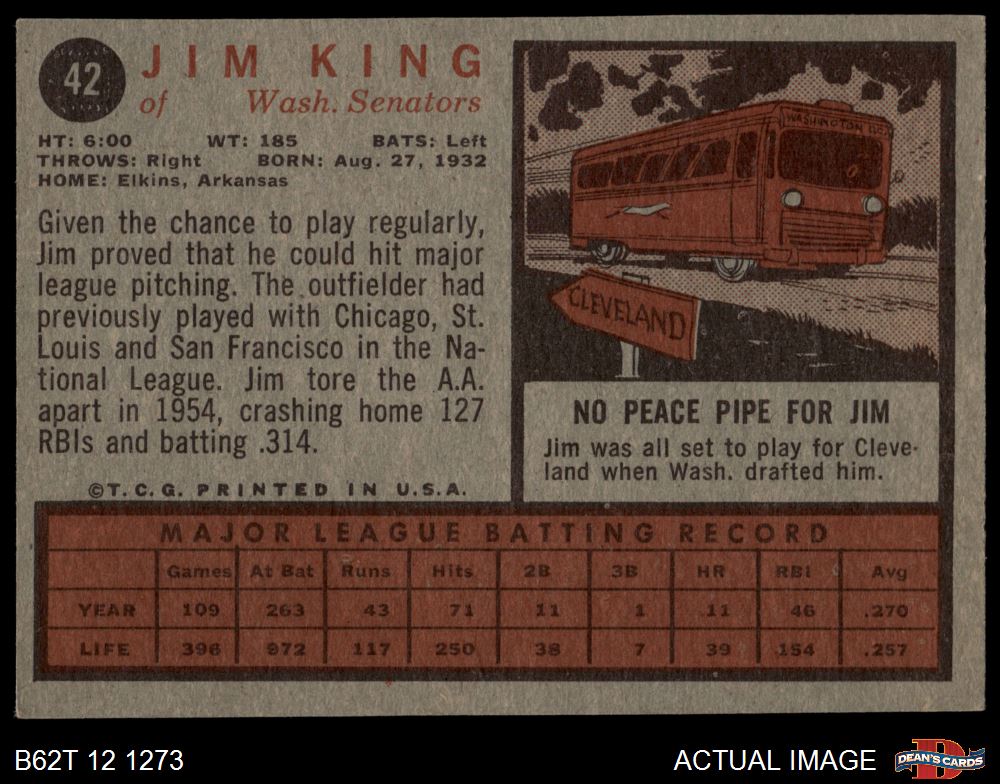 42
JIM KING
of Wash. Senators
HT: 6:00 WT: 185 BATS: Left
THROWS: Right BORN: Aug. 27, 1932
HOME: Elkins, Arkansas
Given the chance to play regularly,
Jim proved that he could hit major
league pitching. The outfielder had
previously played with Chicago, St.
Louis and San Francisco in the Na-
tional League. Jim tore the A.A.
apart in 1954, crashing home 127
RBIs and batting .314.
©T.C.G. PRINTED IN U.S.A.
WASHINGTON D.C.
CLEVELAND
NO PEACE PIPE FOR JIM
Jim was all set to play for Cleve-
land when Wash. drafted him.
MAJOR LEAGUE BATTING RECORD
Games At Bat Runs Hits 2B 3B HR RBI Avg
YEAR 109 263 43 71 11 1 11 46 .270
LIFE 396 972 117 250 38 7 39 154 .257
B62T 12 1273
ACTUAL IMAGE
DEAN'S CARDS